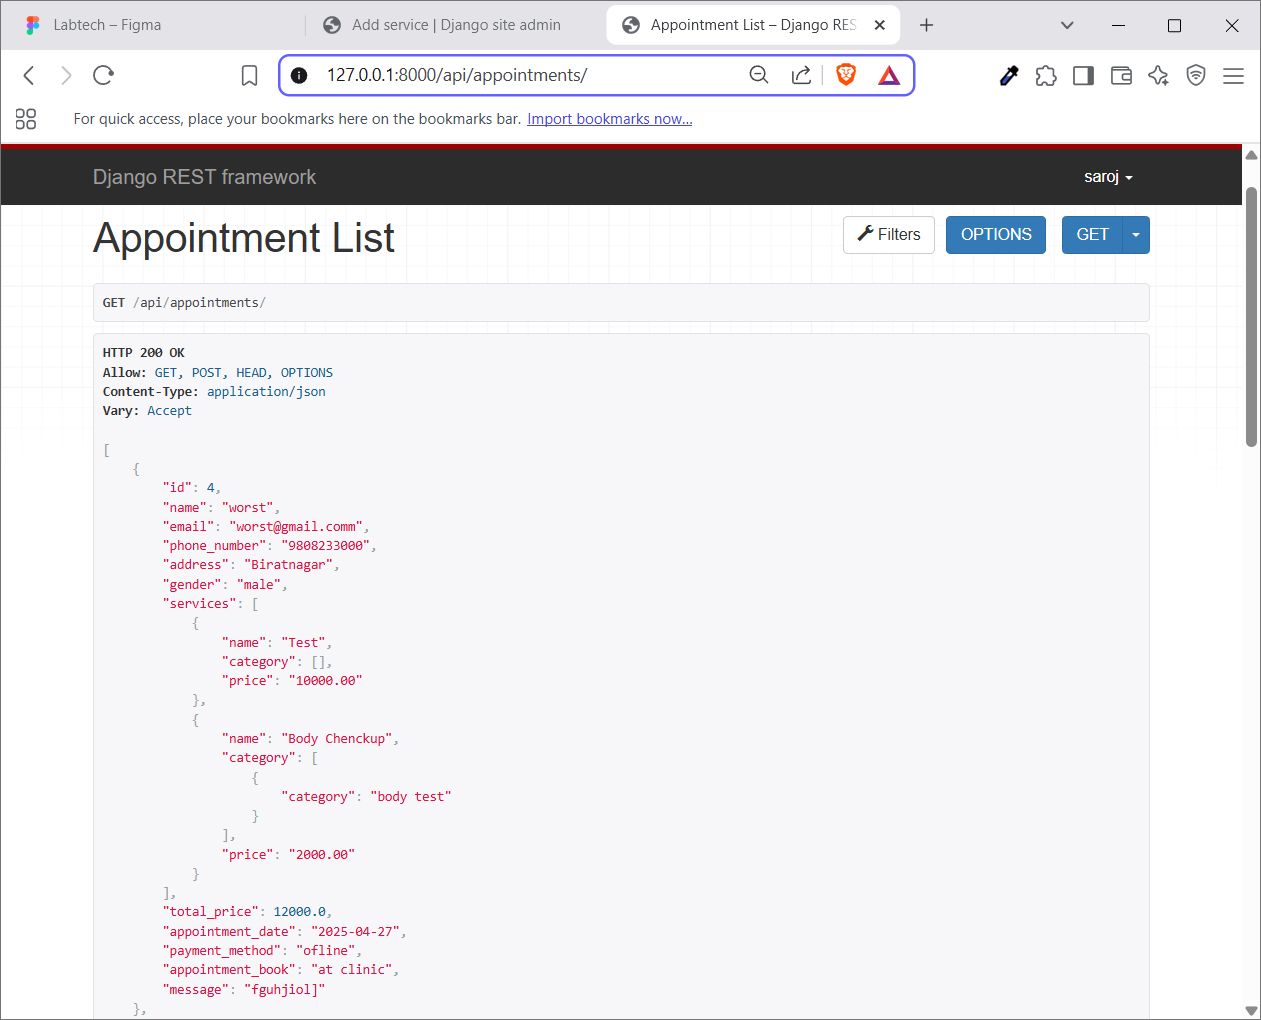 Labtech – Figma
Add service | Django site admin
Appointment List – Django RES
127.0.0.1:8000/api/appointments/
For quick access, place your bookmarks here on the bookmarks bar. Import bookmarks now...
Django REST framework
saroj
Appointment List
Filters
OPTIONS
GET
GET /api/appointments/
HTTP 200 OK
Allow: GET, POST, HEAD, OPTIONS
Content-Type: application/json
Vary: Accept
[
{
"id": 4,
"name": "worst",
"email": "worst@gmail.comm",
"phone_number": "9808233000",
"address": "Biratnagar",
"gender": "male",
"services": [
{
"name": "Test",
"category": [],
"price": "10000.00"
},
{
"name": "Body Chenckup",
"category": [
{
"category": "body test"
}
],
"price": "2000.00"
}
],
"total_price": 12000.0,
"appointment_date": "2025-04-27",
"payment_method": "ofline",
"appointment_book": "at clinic",
"message": "fguhjiol]"
},